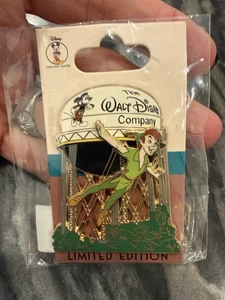 The
WALT DISNEY
Company
LIMITED EDITION